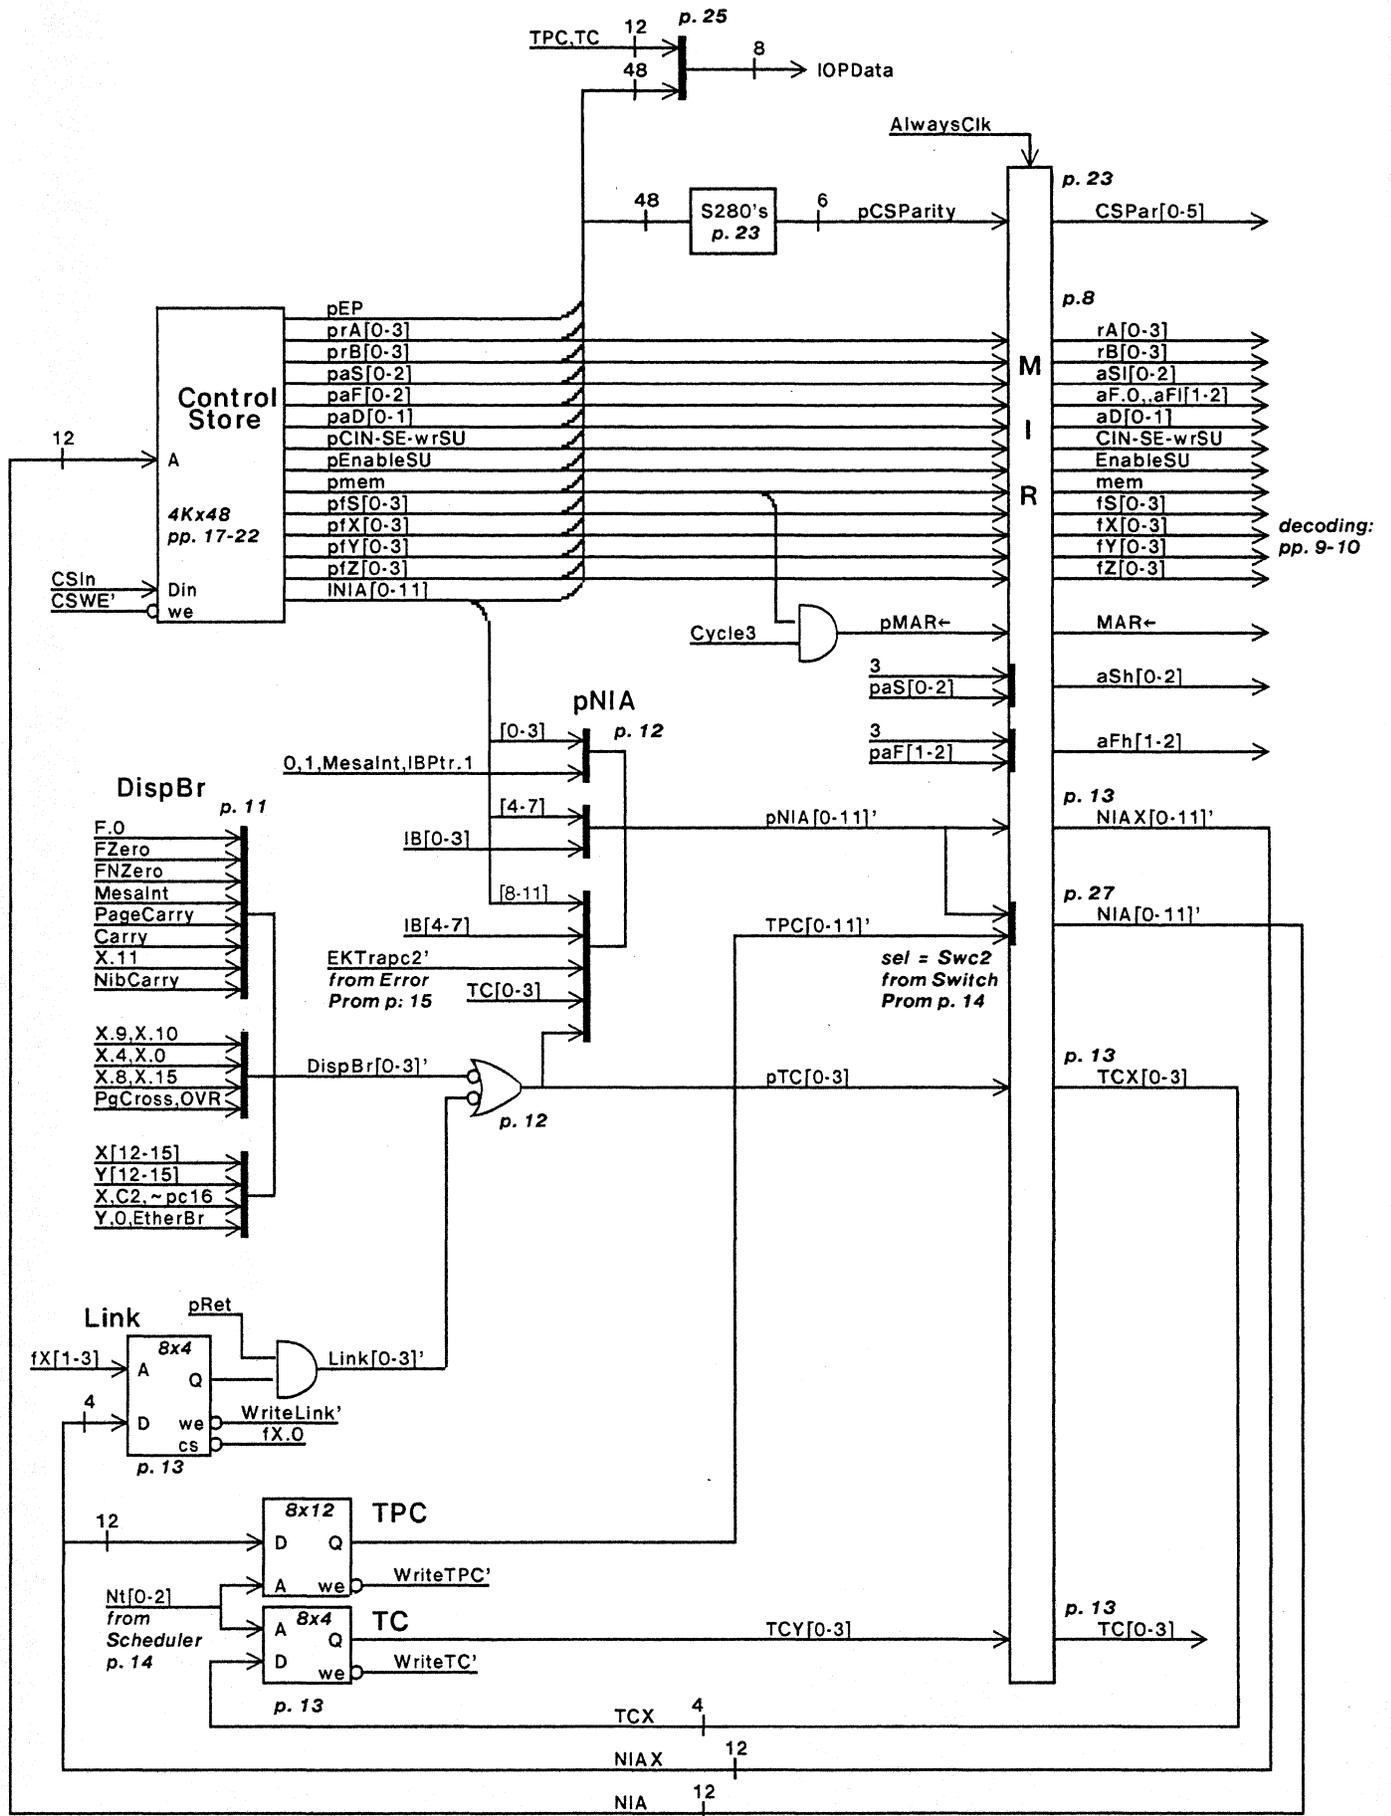 p. 25
TPC,TC
12
8
IOPData
48
AlwaysClk
p. 23
48
S280's
p. 23
6
pCSParity
CSPar[0-5]
p.8
pEP
prA[0-3]
rA[0-3]
prB[0-3]
rB[0-3]
paS[0-2]
aSl[0-2]
paF[0-2]
aF.0,,aFl[1-2]
paD[0-1]
aD[0-1]
pCIN-SE-wrSU
CIN-SE-wrSU
pEnableSU
EnableSU
pmem
mem
pfS[0-3]
fS[0-3]
pfX[0-3]
fX[0-3]
pfY[0-3]
fY[0-3]
pfZ[0-3]
fZ[0-3]
INIA[0-11]
M
I
R
decoding:
pp. 9-10
Control
Store
12
A
4Kx48
pp. 17-22
CSIn
Din
CSWE'
we
Cycle3
pMAR←
MAR←
3
paS[0-2]
aSh[0-2]
3
paF[1-2]
aFh[1-2]
pNIA
p. 12
[0-3]
0,1,MesaInt,IBPtr.1
[4-7]
IB[0-3]
pNIA[0-11]'
p. 13
NIAX[0-11]'
[8-11]
IB[4-7]
EKTrapc2'
from Error
Prom p: 15
TC[0-3]
TPC[0-11]'
p. 27
NIA[0-11]'
sel = Swc2
from Switch
Prom p. 14
DispBr
p. 11
F.0
FZero
FNZero
MesaInt
PageCarry
Carry
X.11
NibCarry
X.9,X.10
X.4,X.0
X.8,X.15
PgCross,OVR
DispBr[0-3]'
p. 12
pTC[0-3]
p. 13
TCX[0-3]
X[12-15]
Y[12-15]
X,C2,~pc16
Y,0,EtherBr
Link
pRet
8x4
fX[1-3]
A
Q
Link[0-3]'
4
D
we
WriteLink'
cs
fX.0
p. 13
8x12
TPC
12
D
Q
A
we
WriteTPC'
Nt[0-2]
from
Scheduler
p. 14
8x4
TC
A
Q
D
we
WriteTC'
p. 13
TCY[0-3]
p. 13
TC[0-3]
TCX
4
NIAX
12
NIA
12